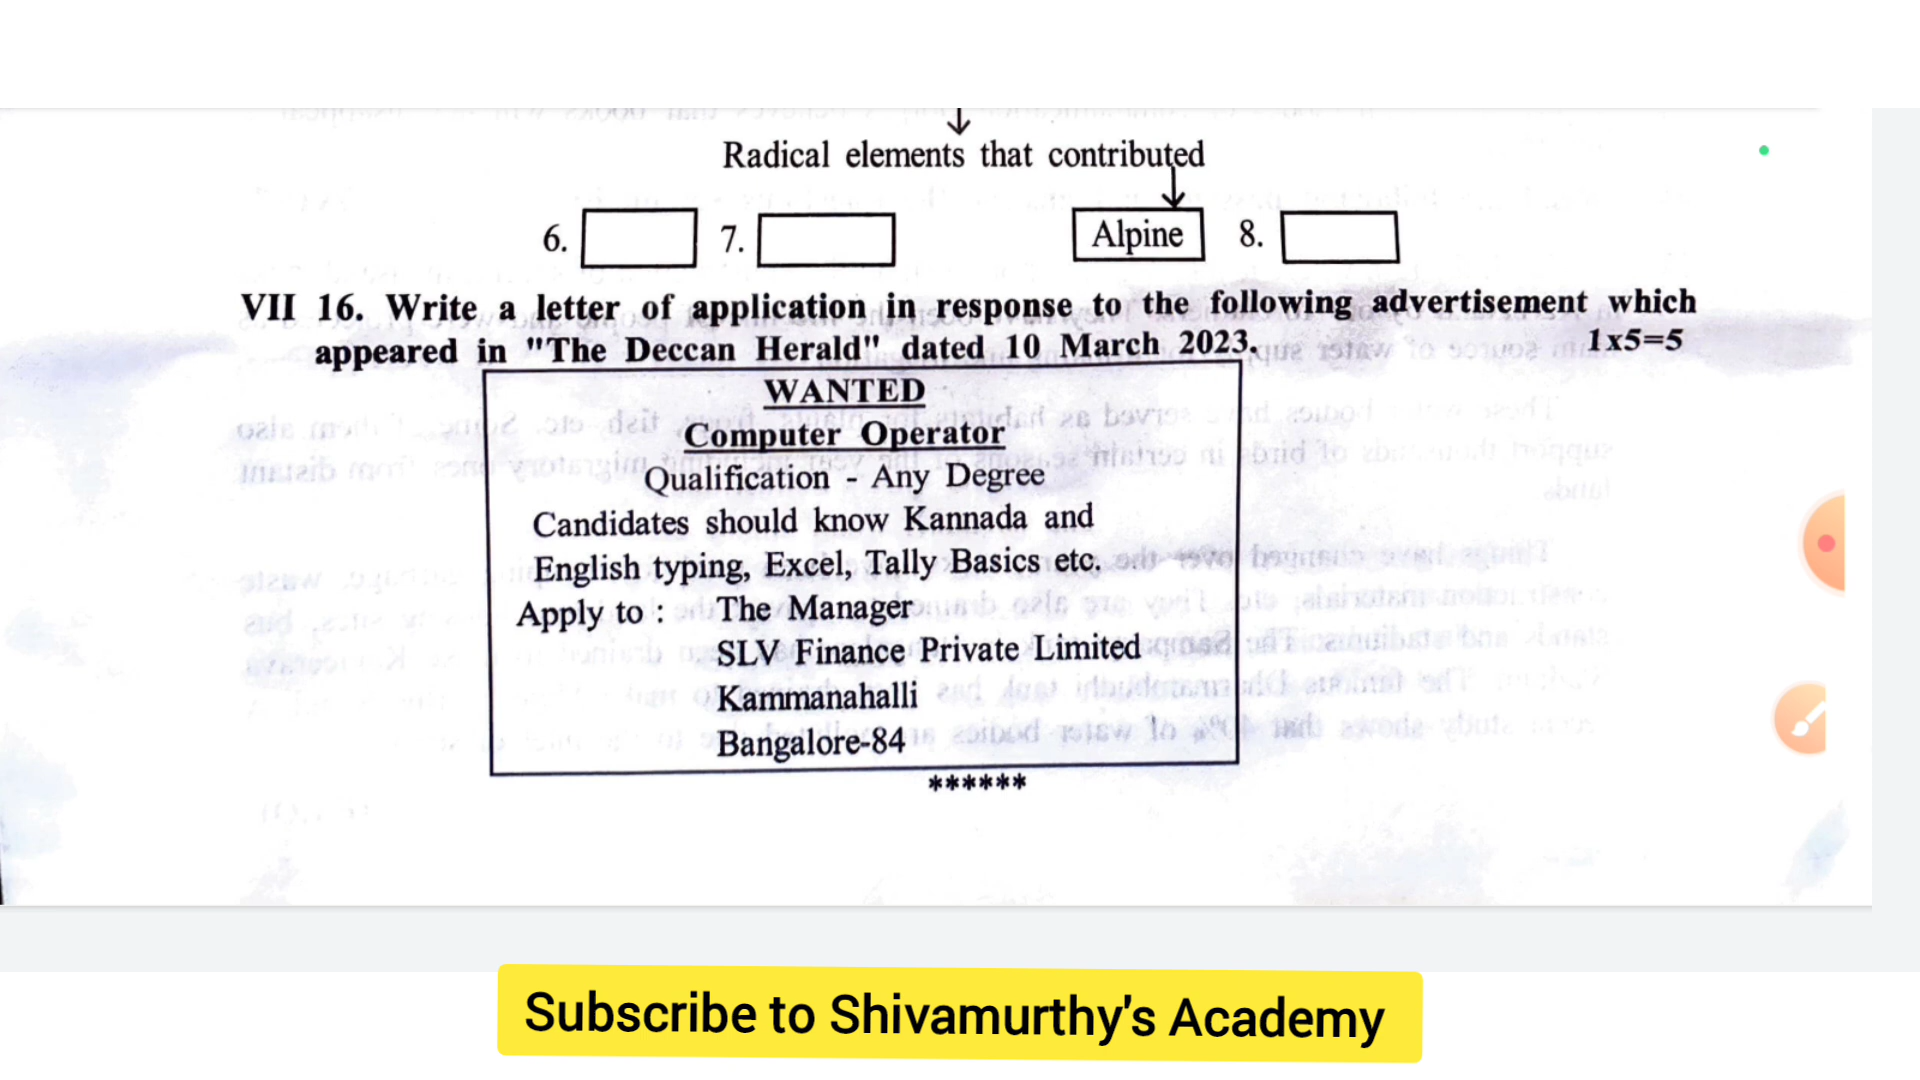 Radical elements that contributed
6. 7. Alpine 8.
VII 16. Write a letter of application in response to the following advertisement which
appeared in "The Deccan Herald" dated 10 March 2023. 1x5=5
WANTED
Computer Operator
Qualification - Any Degree
Candidates should know Kannada and
English typing, Excel, Tally Basics etc.
Apply to : The Manager
SLV Finance Private Limited
Kammanahalli
Bangalore-84
******
Subscribe to Shivamurthy's Academy